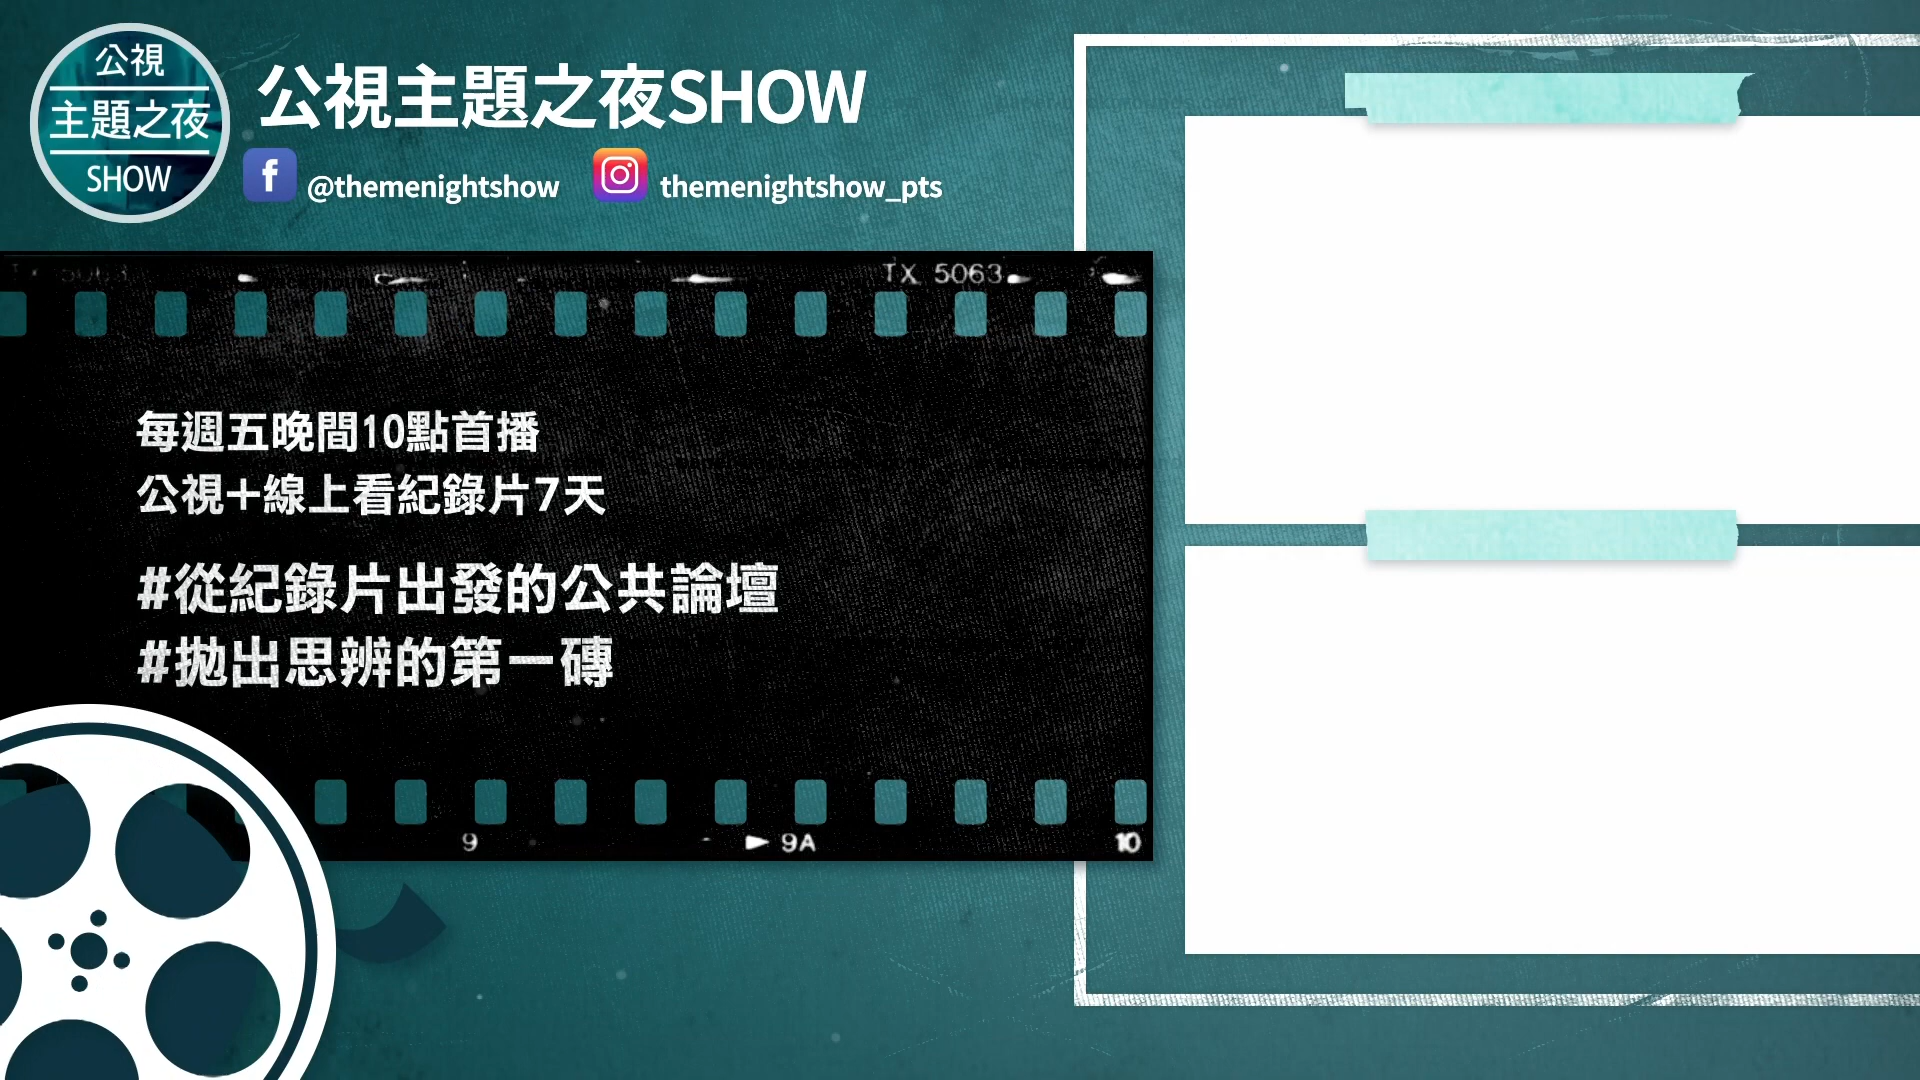 公視
主題之夜
SHOW
公視主題之夜SHOW
@themenightshow
themenightshow_pts
TX 5063
每週五晚間10點首播
公視+線上看紀錄片7天
#從紀錄片出發的公共論壇
#拋出思辨的第一磚
9
9A
10